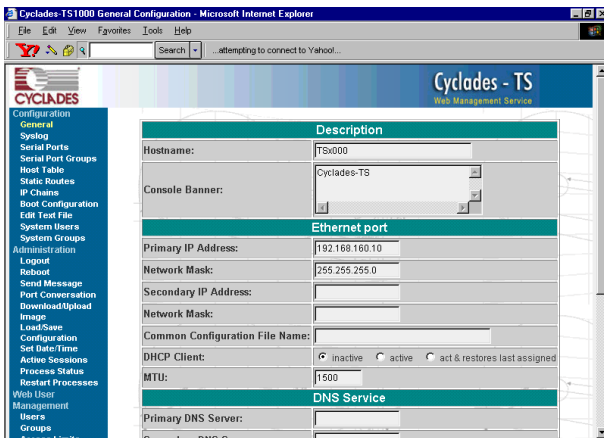 Cyclades-TS1000 General Configuration - Microsoft Internet Explorer
File Edit View Favorites Tools Help
Y? Search ...attempting to connect to Yahoo!...
CYCLADES
Cyclades - TS
Web Management Service
Configuration
General
Syslog
Serial Ports
Serial Port Groups
Host Table
Static Routes
IP Chains
Boot Configuration
Edit Text File
System Users
System Groups
Administration
Logout
Reboot
Send Message
Port Conversation
Download/Upload
Image
Load/Save
Configuration
Set Date/Time
Active Sessions
Process Status
Restart Processes
Web User
Management
Users
Groups
Access Limits
Description
Hostname: TSx000
Console Banner: Cyclades-TS
Ethernet port
Primary IP Address: 192.168.160.10
Network Mask: 255.255.255.0
Secondary IP Address:
Network Mask:
Common Configuration File Name:
DHCP Client: inactive active act & restores last assigned
MTU: 1500
DNS Service
Primary DNS Server: